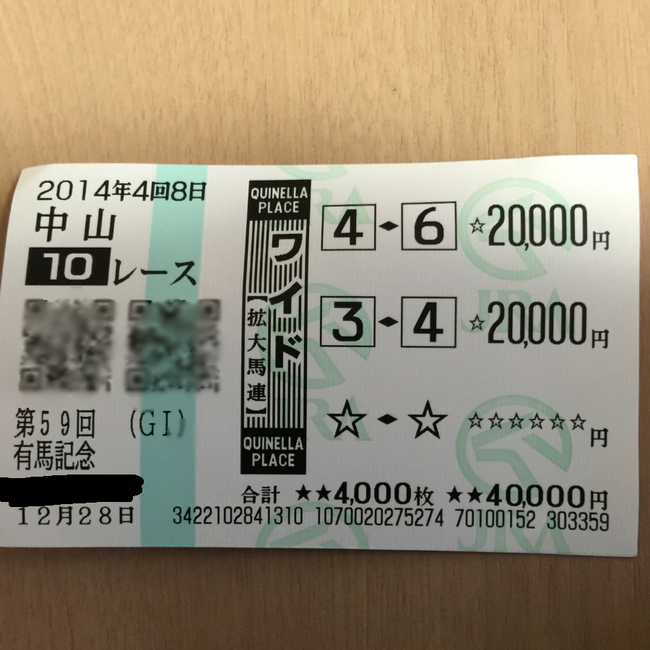 2014年4回8日
中山
10レース
第59回 (GⅠ)
有馬記念
12月28日
QUINELLA
PLACE
ワイド
【拡大馬連】
QUINELLA
PLACE
4 ◆ 6 ☆20,000円
3 ◆ 4 ☆20,000円
☆ ◆ ☆ ☆☆☆☆☆☆円
合計 ★★4,000枚 ★★40,000円
3422102841310 1070020275274 70100152 303359
JRA
JRA